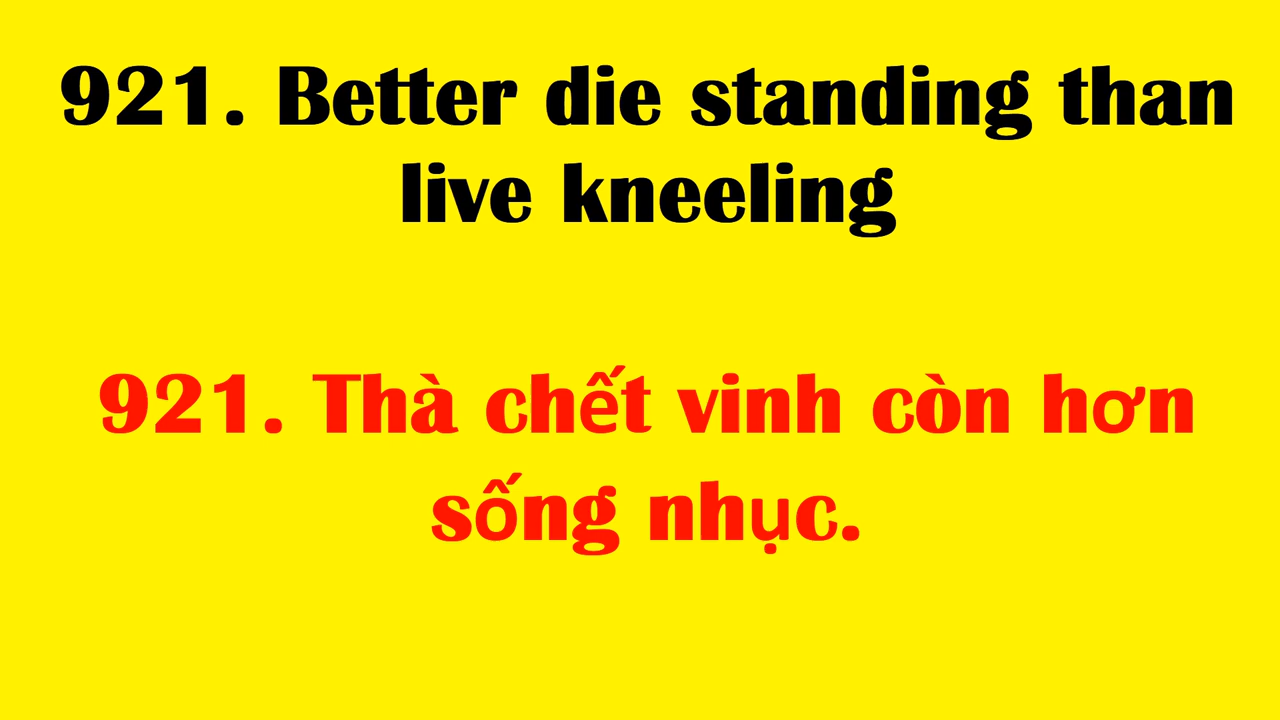 921. Better die standing than
live kneeling
921. Thà chết vinh còn hơn
sống nhục.